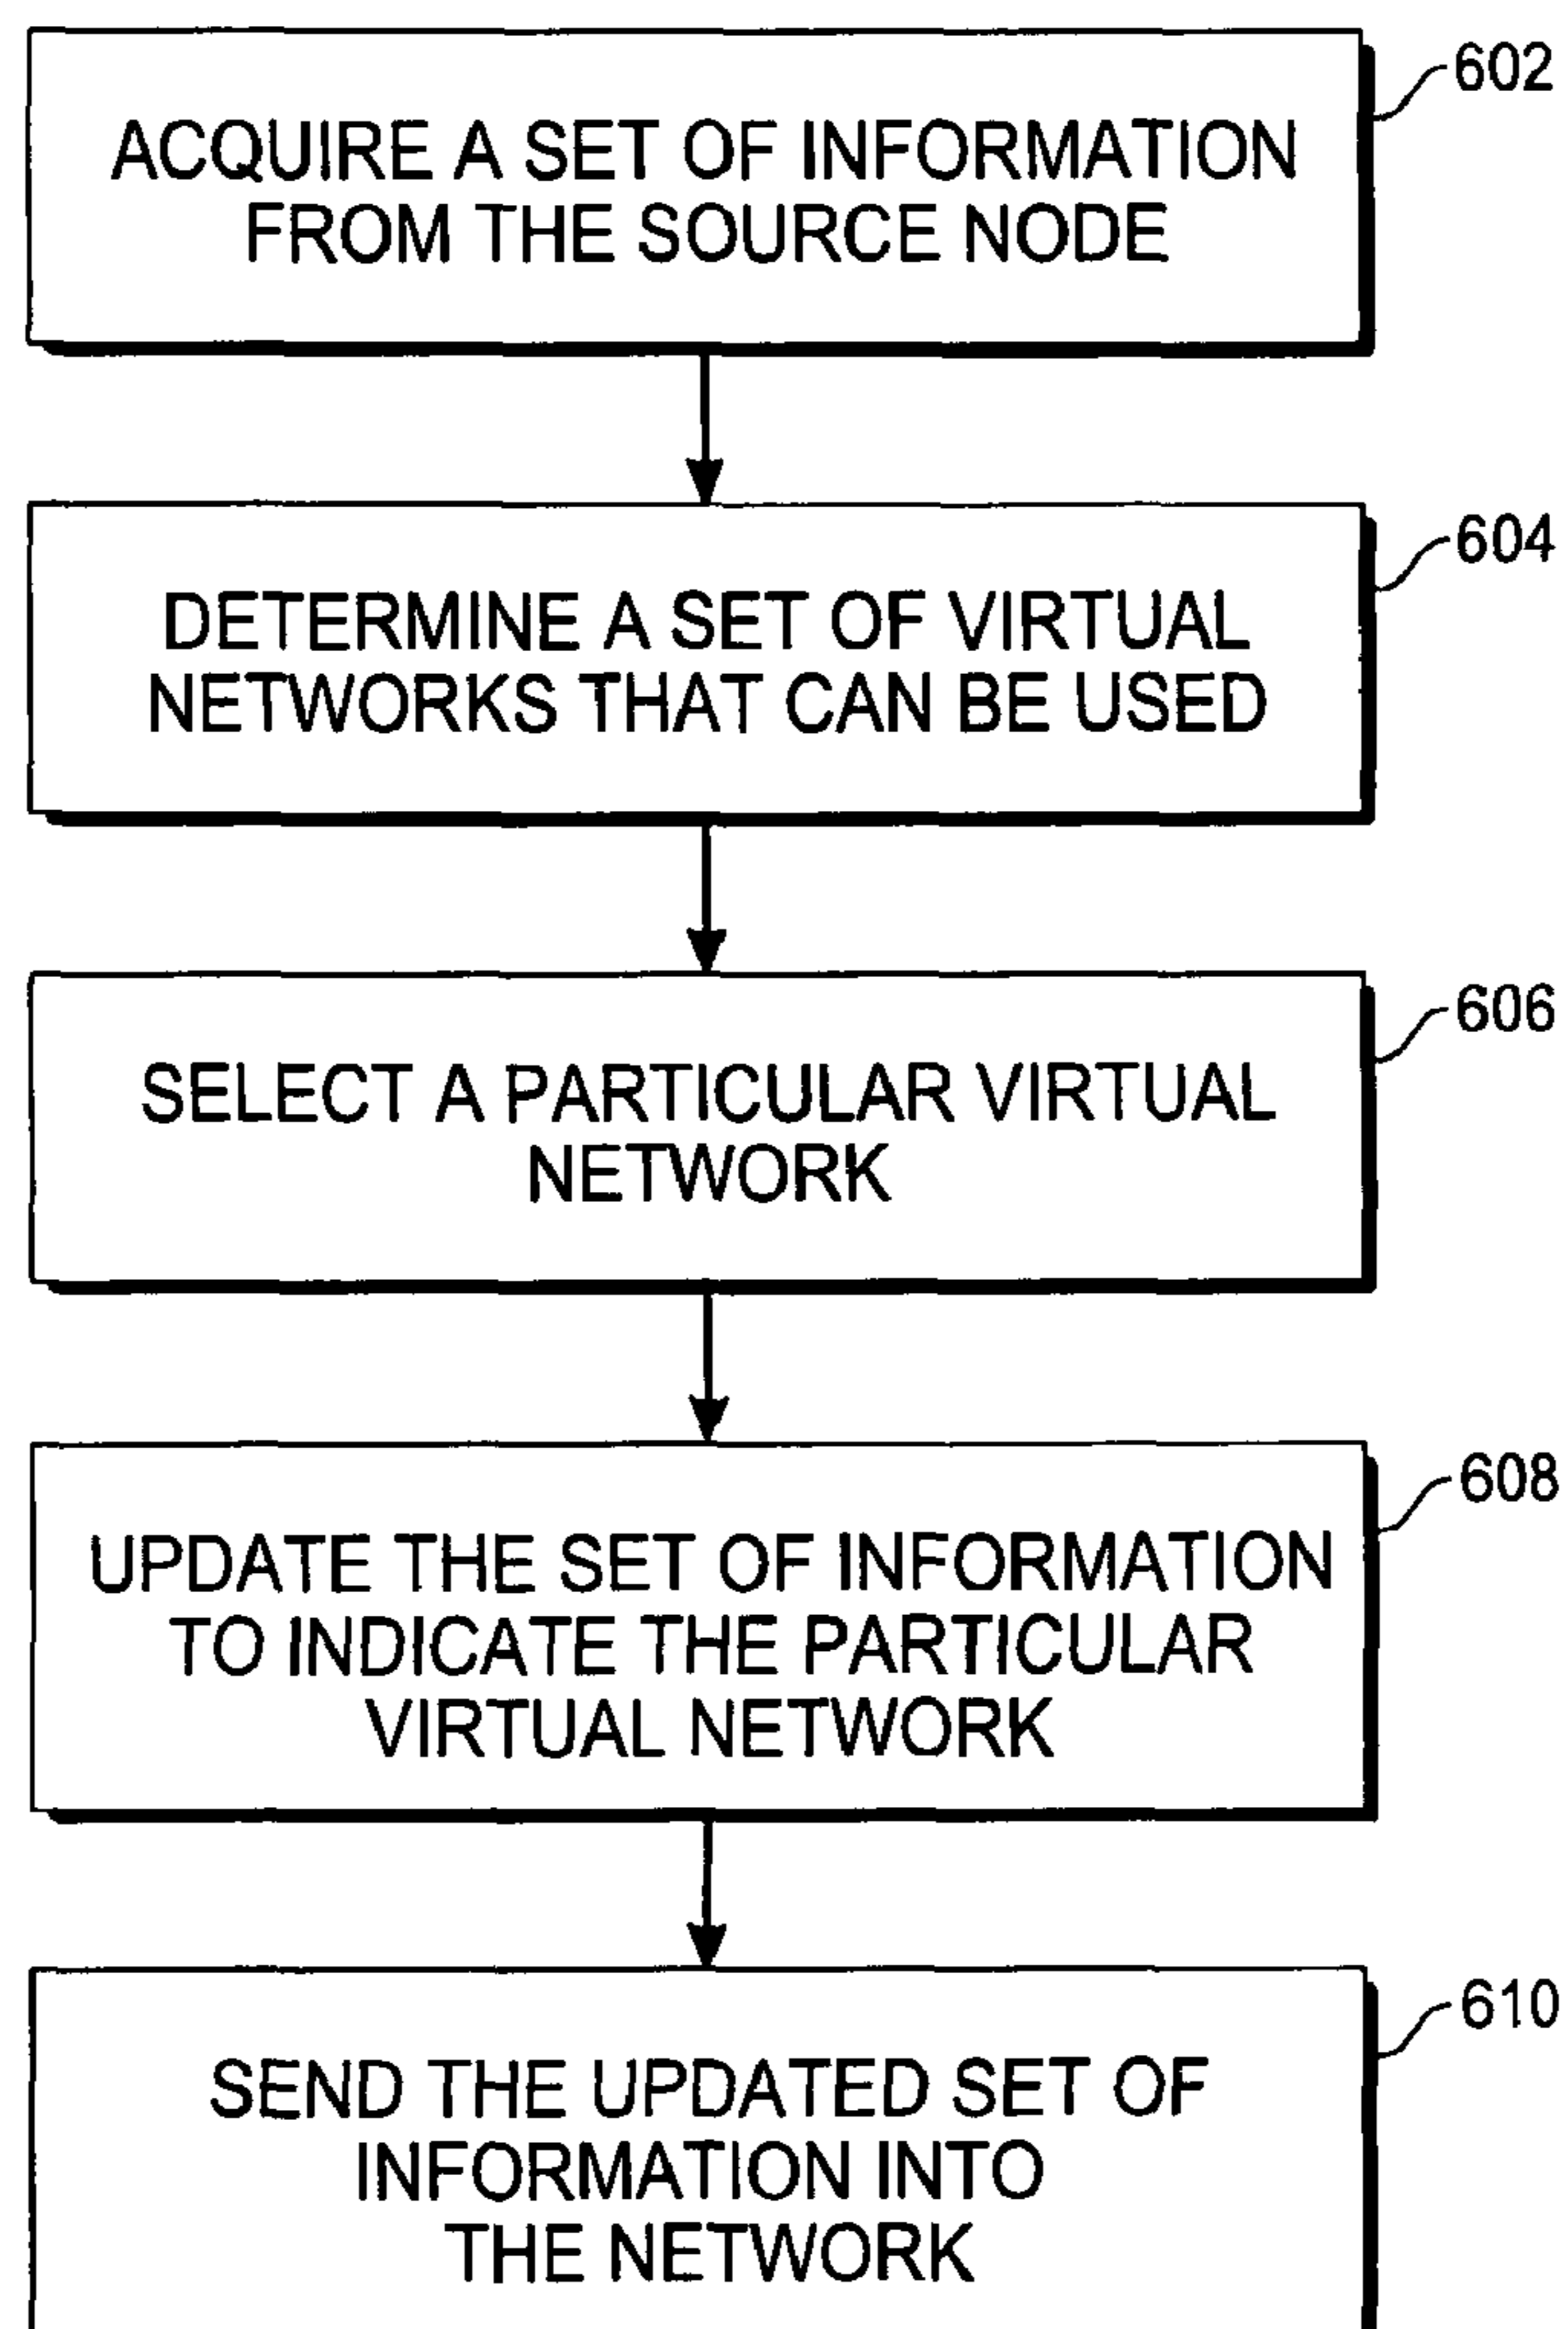 602
ACQUIRE A SET OF INFORMATION
FROM THE SOURCE NODE
604
DETERMINE A SET OF VIRTUAL
NETWORKS THAT CAN BE USED
606
SELECT A PARTICULAR VIRTUAL
NETWORK
608
UPDATE THE SET OF INFORMATION
TO INDICATE THE PARTICULAR
VIRTUAL NETWORK
610
SEND THE UPDATED SET OF
INFORMATION INTO
THE NETWORK